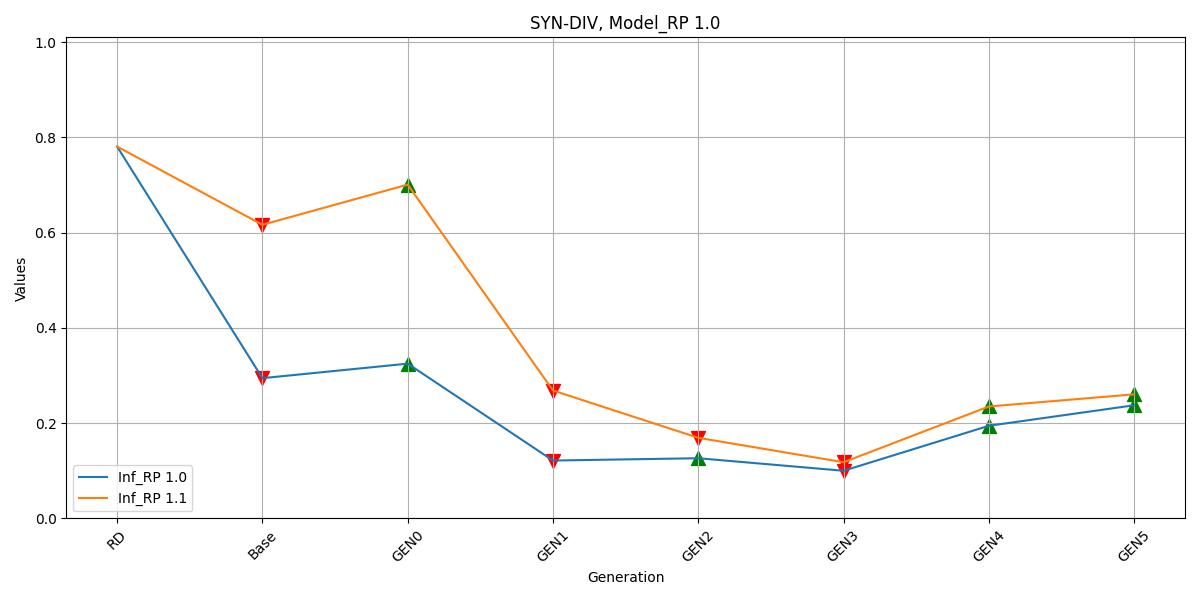 SYN-DIV, Model_RP 1.0
Values
1.0
0.8
0.6
0.4
0.2
0.0
Inf_RP 1.0
Inf_RP 1.1
RD
Base
GEN0
GEN1
GEN2
GEN3
GEN4
GEN5
Generation